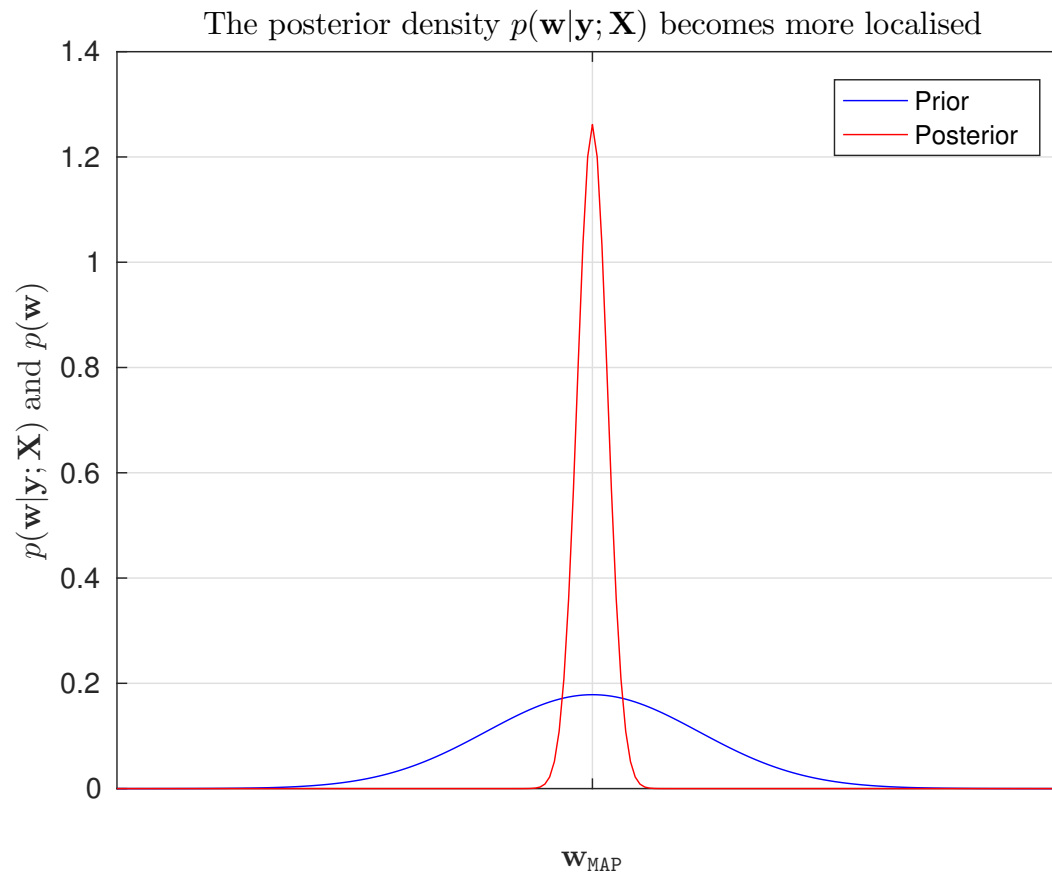 The posterior density p(w|y; X) becomes more localised
Prior
Posterior
p(w|y; X) and p(w)
1.4
1.2
1
0.8
0.6
0.4
0.2
0
w_MAP